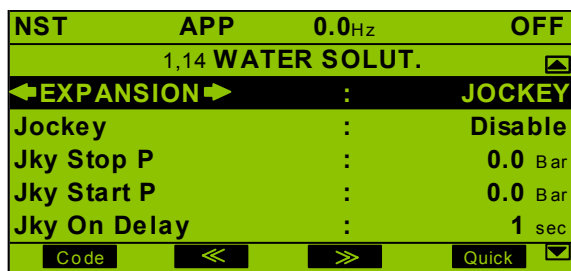 NST APP 0.0Hz OFF
1,14 WATER SOLUT.
EXPANSION : JOCKEY
Jockey : Disable
Jky Stop P : 0.0 Bar
Jky Start P : 0.0 Bar
Jky On Delay : 1 sec
Code ≪ ≫ Quick